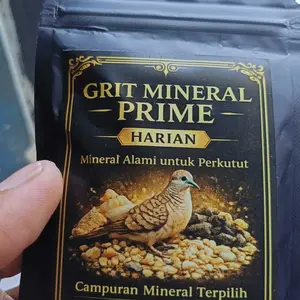 GRIT MINERAL
PRIME
HARIAN
Mineral Alami untuk Perkutut
Campuran Mineral Terpilih